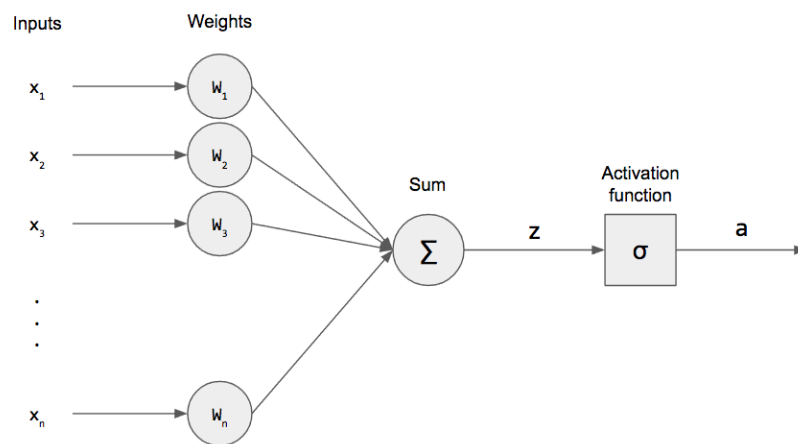 Inputs
Weights
x₁
W₁
x₂
W₂
x₃
W₃
Sum
Σ
z
Activation
function
σ
a
.
.
.
xₙ
Wₙ